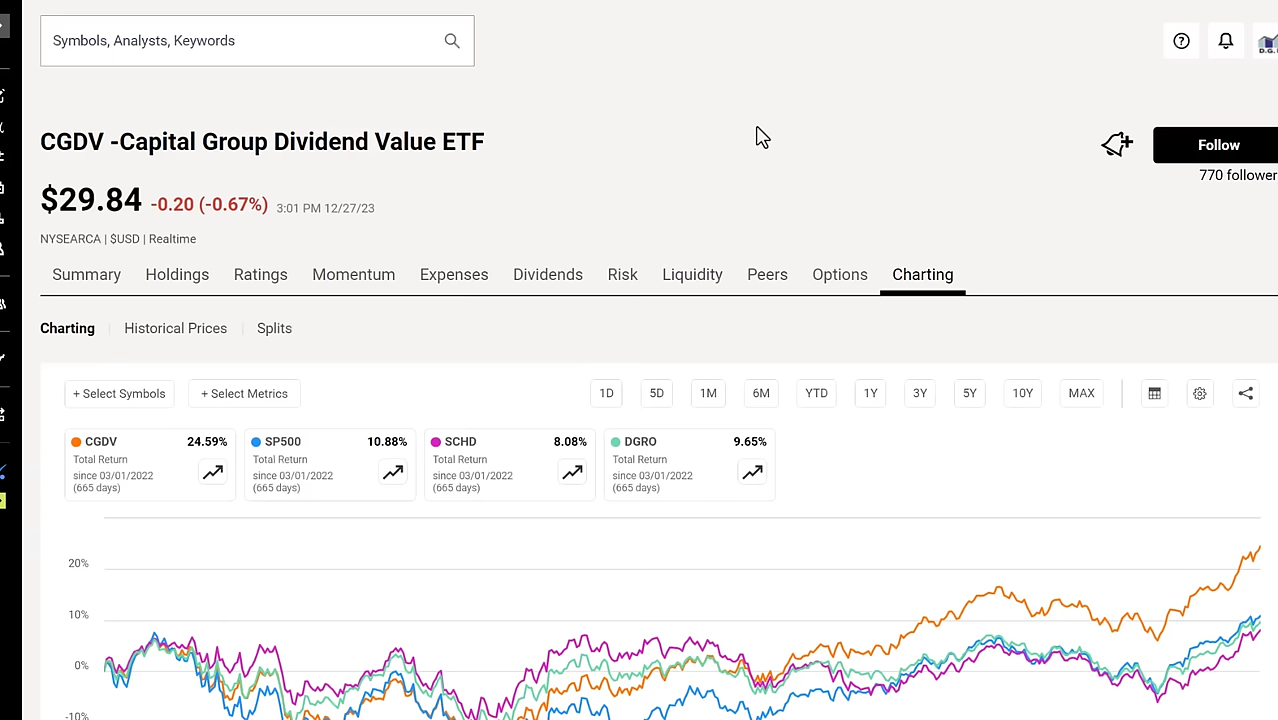 Symbols, Analysts, Keywords
D.G.
CGDV -Capital Group Dividend Value ETF
Follow
$29.84 -0.20 (-0.67%) 3:01 PM 12/27/23
770 follower
NYSEARCA | $USD | Realtime
Summary Holdings Ratings Momentum Expenses Dividends Risk Liquidity Peers Options Charting
Charting Historical Prices Splits
+ Select Symbols + Select Metrics 1D 5D 1M 6M YTD 1Y 3Y 5Y 10Y MAX
CGDV 24.59% SP500 10.88% SCHD 8.08% DGRO 9.65%
Total Return Total Return Total Return Total Return
since 03/01/2022 since 03/01/2022 since 03/01/2022 since 03/01/2022
(665 days) (665 days) (665 days) (665 days)
20%
10%
0%
-10%